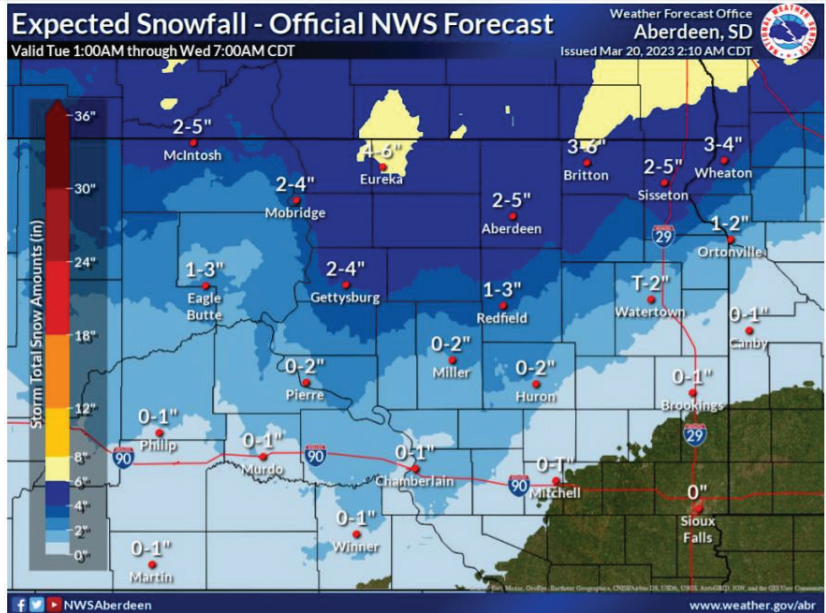 Expected Snowfall - Official NWS Forecast
Valid Tue 1:00AM through Wed 7:00AM CDT
Weather Forecast Office
Aberdeen, SD
Issued Mar 20, 2023 2:10 AM CDT
NATIONAL WEATHER SERVICE
Storm Total Snow Amounts (in)
36"
30"
24"
18"
12"
8"
6"
4"
2"
0"
2-5"
McIntosh
4-6"
Eureka
3-6"
Britton
2-5"
Sisseton
3-4"
Wheaton
2-4"
Mobridge
2-5"
Aberdeen
29
1-2"
Ortonville
1-3"
Eagle
Butte
2-4"
Gettysburg
1-3"
Redfield
T-2"
Watertown
0-1"
Canby
0-2"
Pierre
0-2"
Miller
0-2"
Huron
0-1"
Brookings
29
0-1"
Philip
90
0-1"
Murdo
90
0-1"
Chamberlain
90
0-T"
Mitchell
0"
Sioux
Falls
0-1"
Winner
0-1"
Martin
NWSAberdeen
www.weather.gov/abr